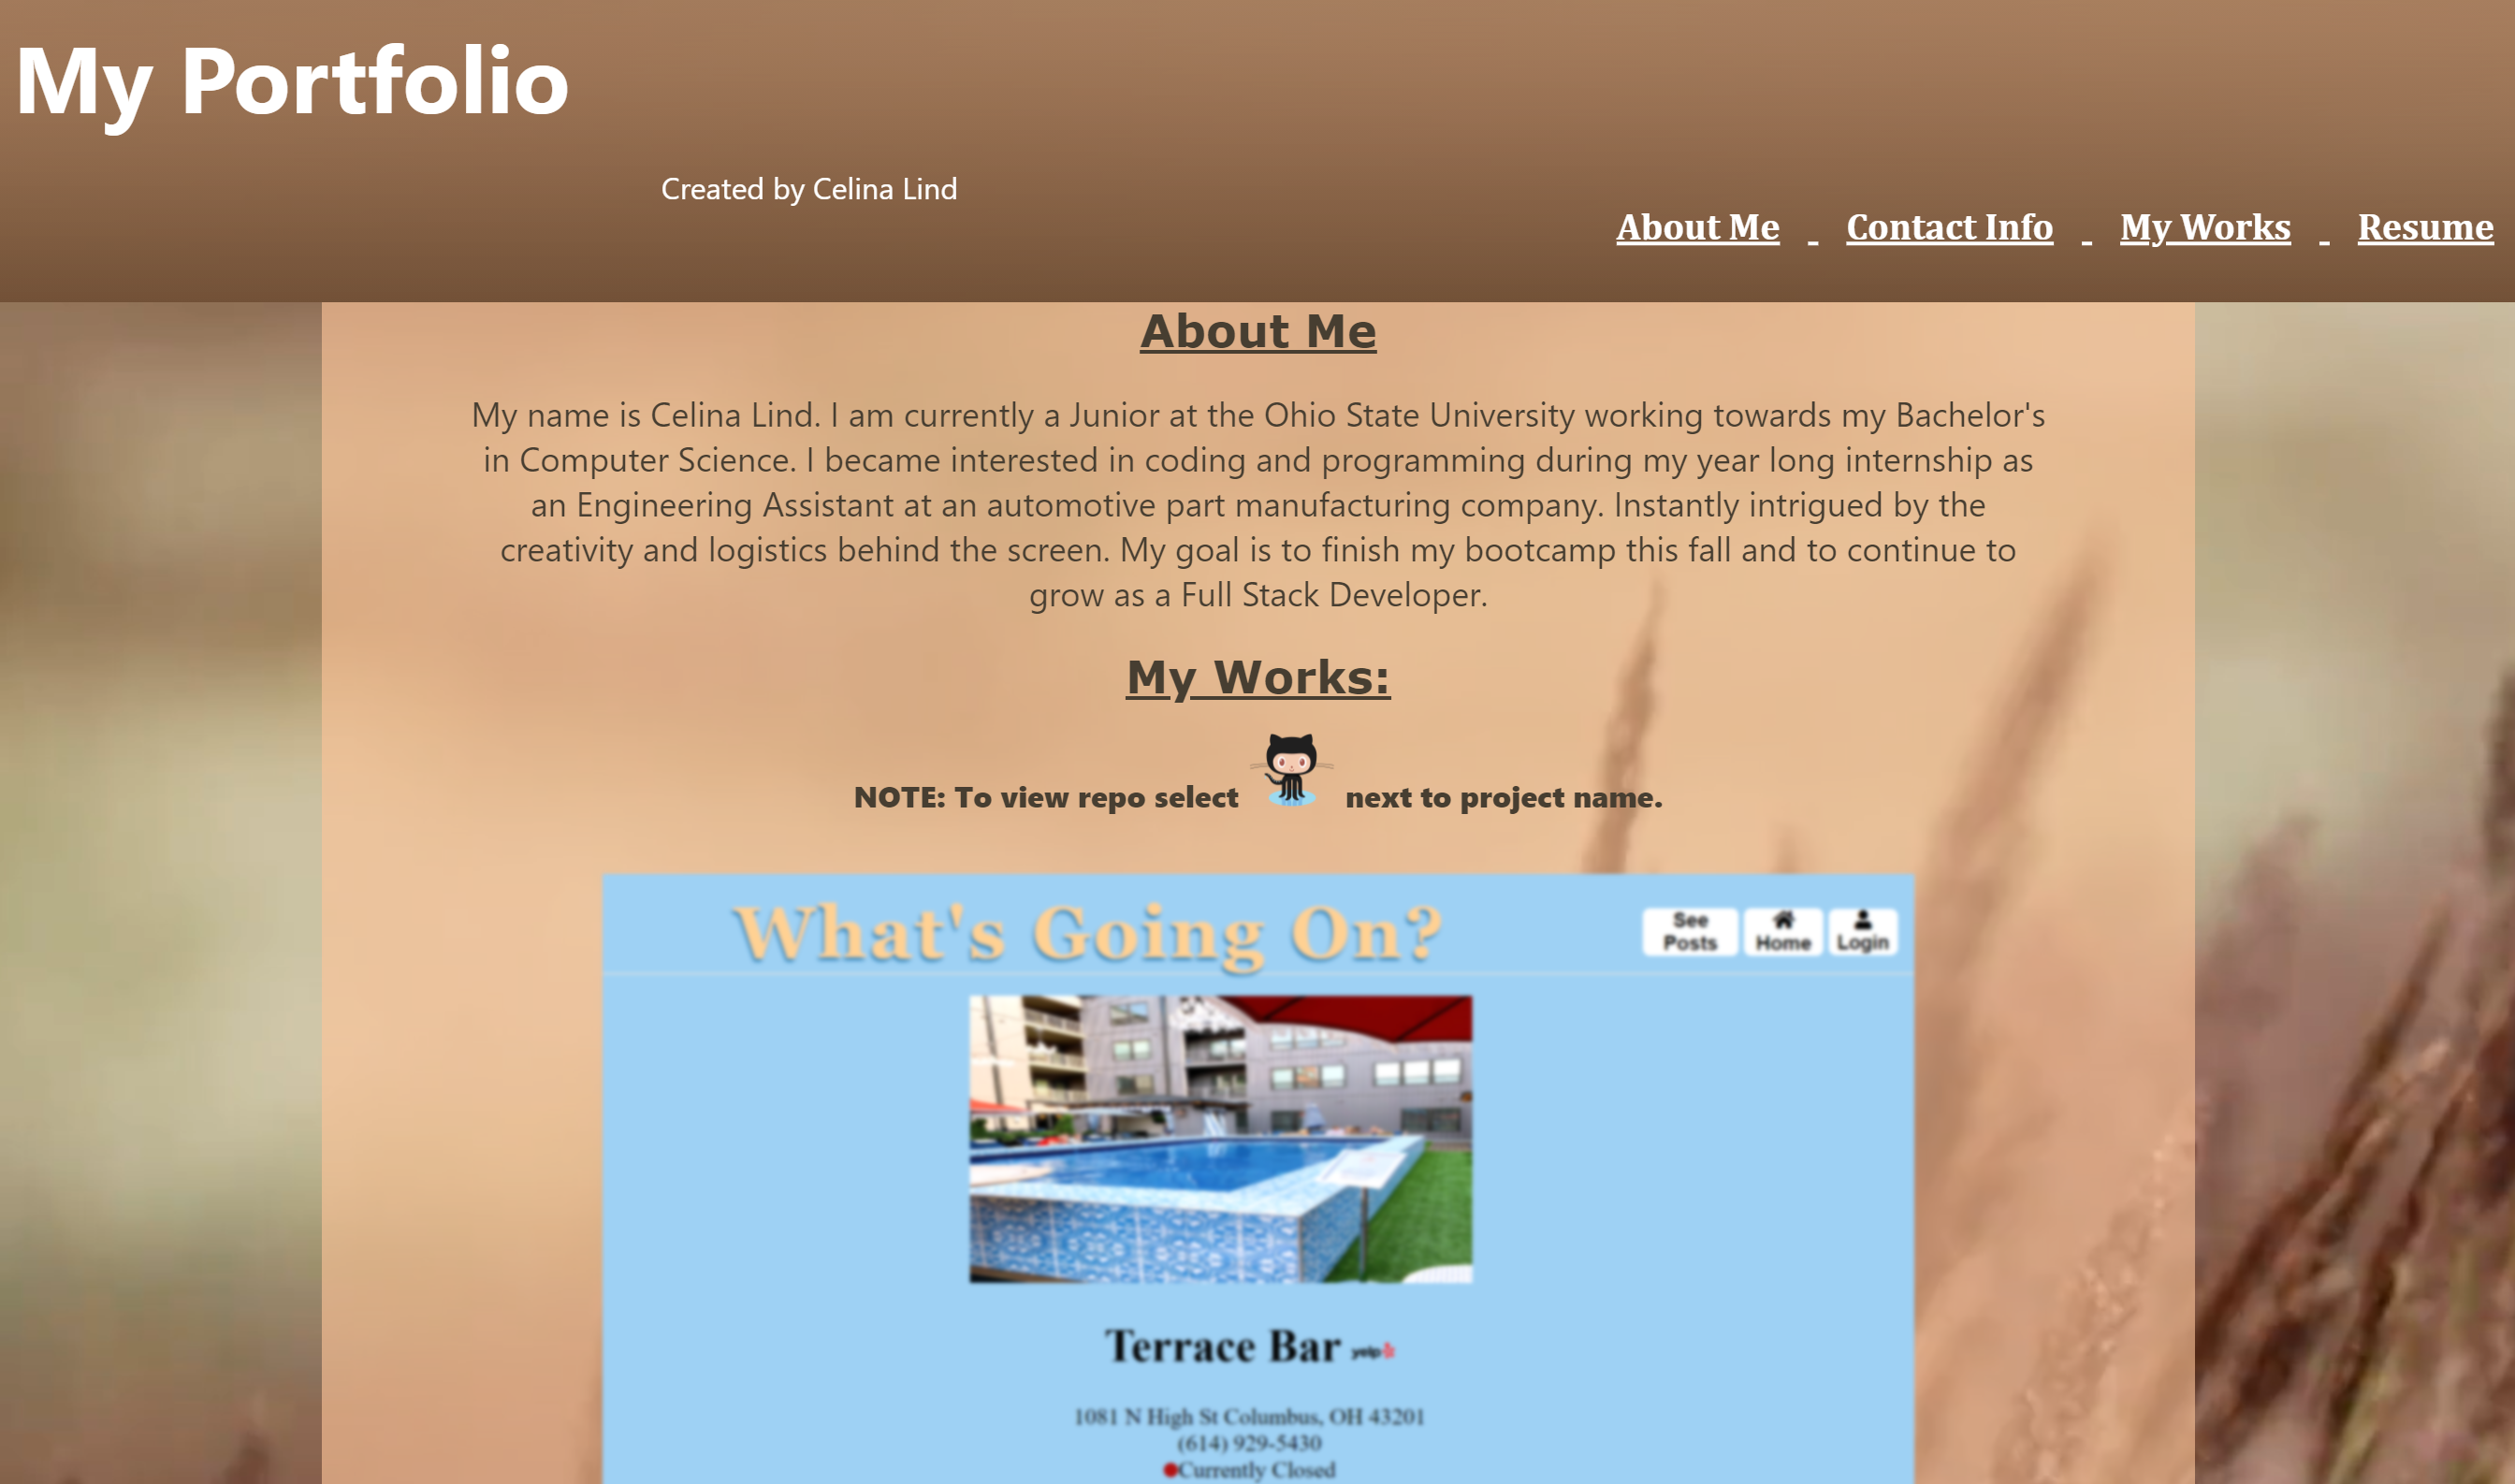 My Portfolio
Created by Celina Lind
About Me Contact Info My Works Resume
About Me
My name is Celina Lind. I am currently a Junior at the Ohio State University working towards my Bachelor's
in Computer Science. I became interested in coding and programming during my year long internship as
an Engineering Assistant at an automotive part manufacturing company. Instantly intrigued by the
creativity and logistics behind the screen. My goal is to finish my bootcamp this fall and to continue to
grow as a Full Stack Developer.
My Works:
NOTE: To view repo select next to project name.
What's Going On?
See
Posts
Home
Login
Terrace Bar yelp
1081 N High St Columbus, OH 43201
(614) 929-5430
Currently Closed